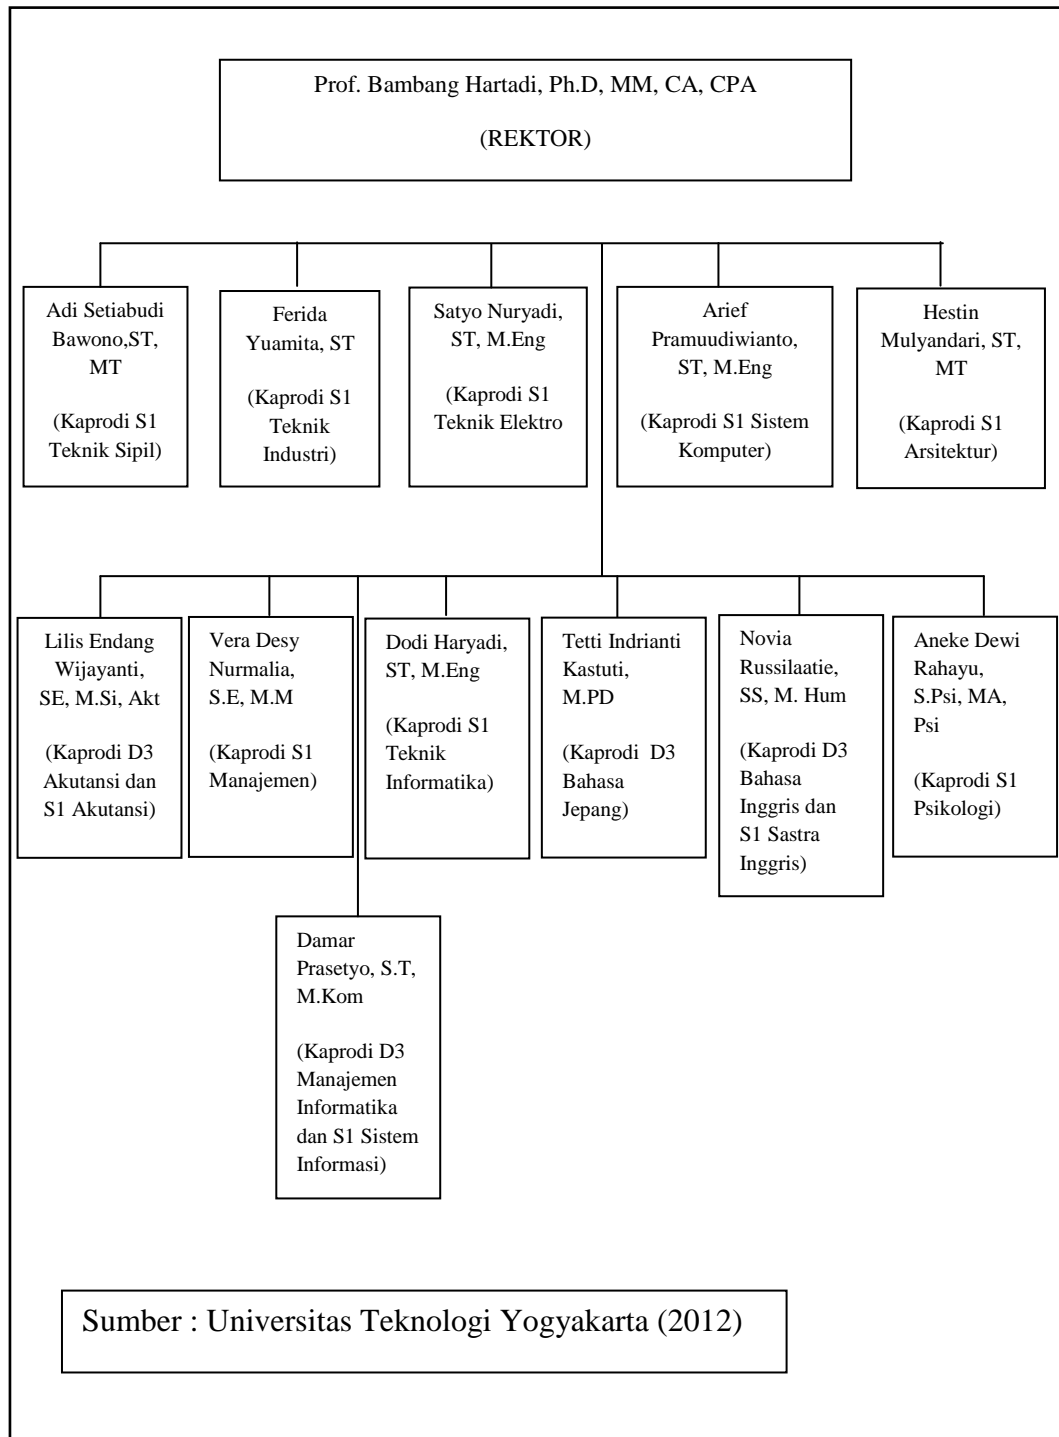 Prof. Bambang Hartadi, Ph.D, MM, CA, CPA
(REKTOR)
Adi Setiabudi
Bawono,ST,
MT
(Kaprodi S1
Teknik Sipil)
Ferida
Yuamita, ST
(Kaprodi S1
Teknik
Industri)
Satyo Nuryadi,
ST, M.Eng
(Kaprodi S1
Teknik Elektro
Arief
Pramuudiwianto,
ST, M.Eng
(Kaprodi S1 Sistem
Komputer)
Hestin
Mulyandari, ST,
MT
(Kaprodi S1
Arsitektur)
Lilis Endang
Wijayanti,
SE, M.Si, Akt
(Kaprodi D3
Akutansi dan
S1 Akutansi)
Vera Desy
Nurmalia,
S.E, M.M
(Kaprodi S1
Manajemen)
Dodi Haryadi,
ST, M.Eng
(Kaprodi S1
Teknik
Informatika)
Tetti Indrianti
Kastuti,
M.PD
(Kaprodi  D3
Bahasa
Jepang)
Novia
Russilaatie,
SS, M. Hum
(Kaprodi D3
Bahasa
Inggris dan
S1 Sastra
Inggris)
Aneke Dewi
Rahayu,
S.Psi, MA,
Psi
(Kaprodi S1
Psikologi)
Damar
Prasetyo, S.T,
M.Kom
(Kaprodi D3
Manajemen
Informatika
dan S1 Sistem
Informasi)
Sumber : Universitas Teknologi Yogyakarta (2012)